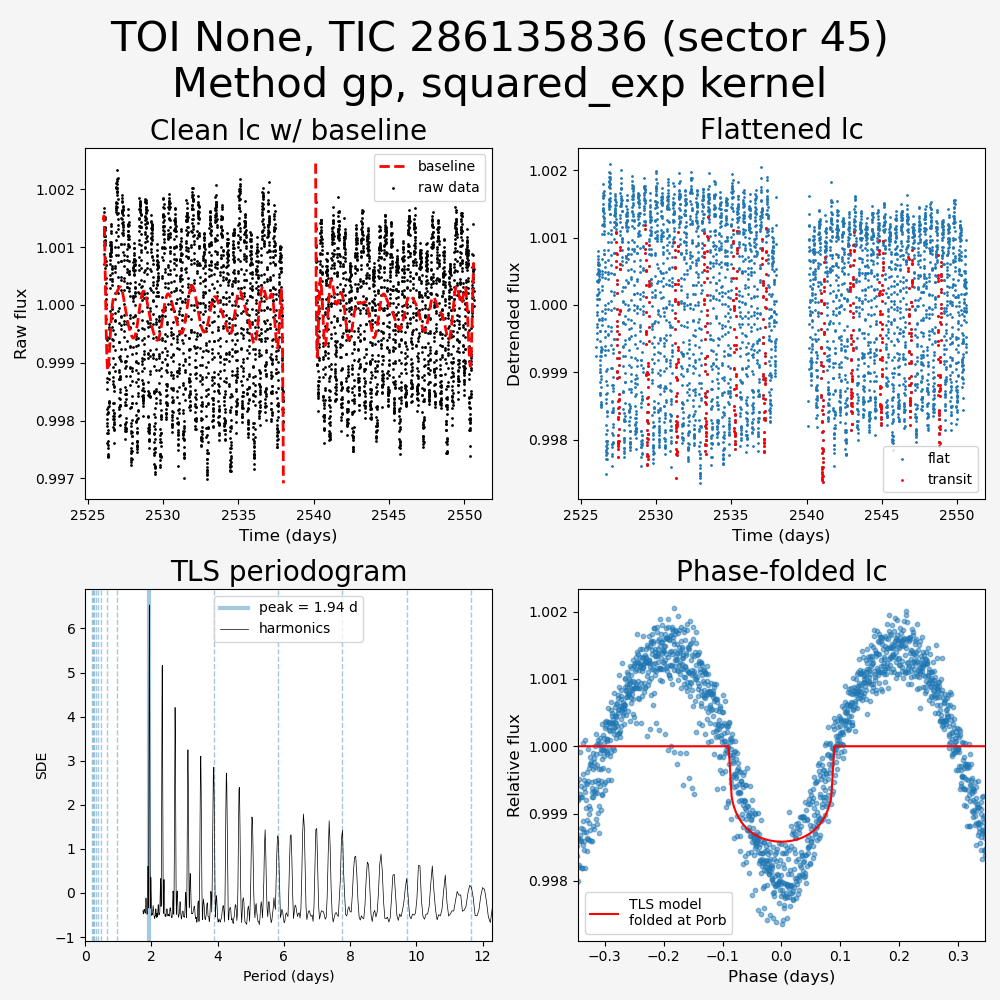 TOI None, TIC 286135836 (sector 45)
Method gp, squared_exp kernel
Clean lc w/ baseline
Raw flux
1.002
1.001
1.000
0.999
0.998
0.997
baseline
raw data
2525
2530
2535
2540
2545
2550
Time (days)
Flattened lc
Detrended flux
1.002
1.001
1.000
0.999
0.998
flat
transit
2525
2530
2535
2540
2545
2550
Time (days)
TLS periodogram
SDE
6
5
4
3
2
1
0
−1
peak = 1.94 d
harmonics
0
2
4
6
8
10
12
Period (days)
Phase-folded lc
Relative flux
1.002
1.001
1.000
0.999
0.998
TLS model
folded at Porb
−0.3
−0.2
−0.1
0.0
0.1
0.2
0.3
Phase (days)